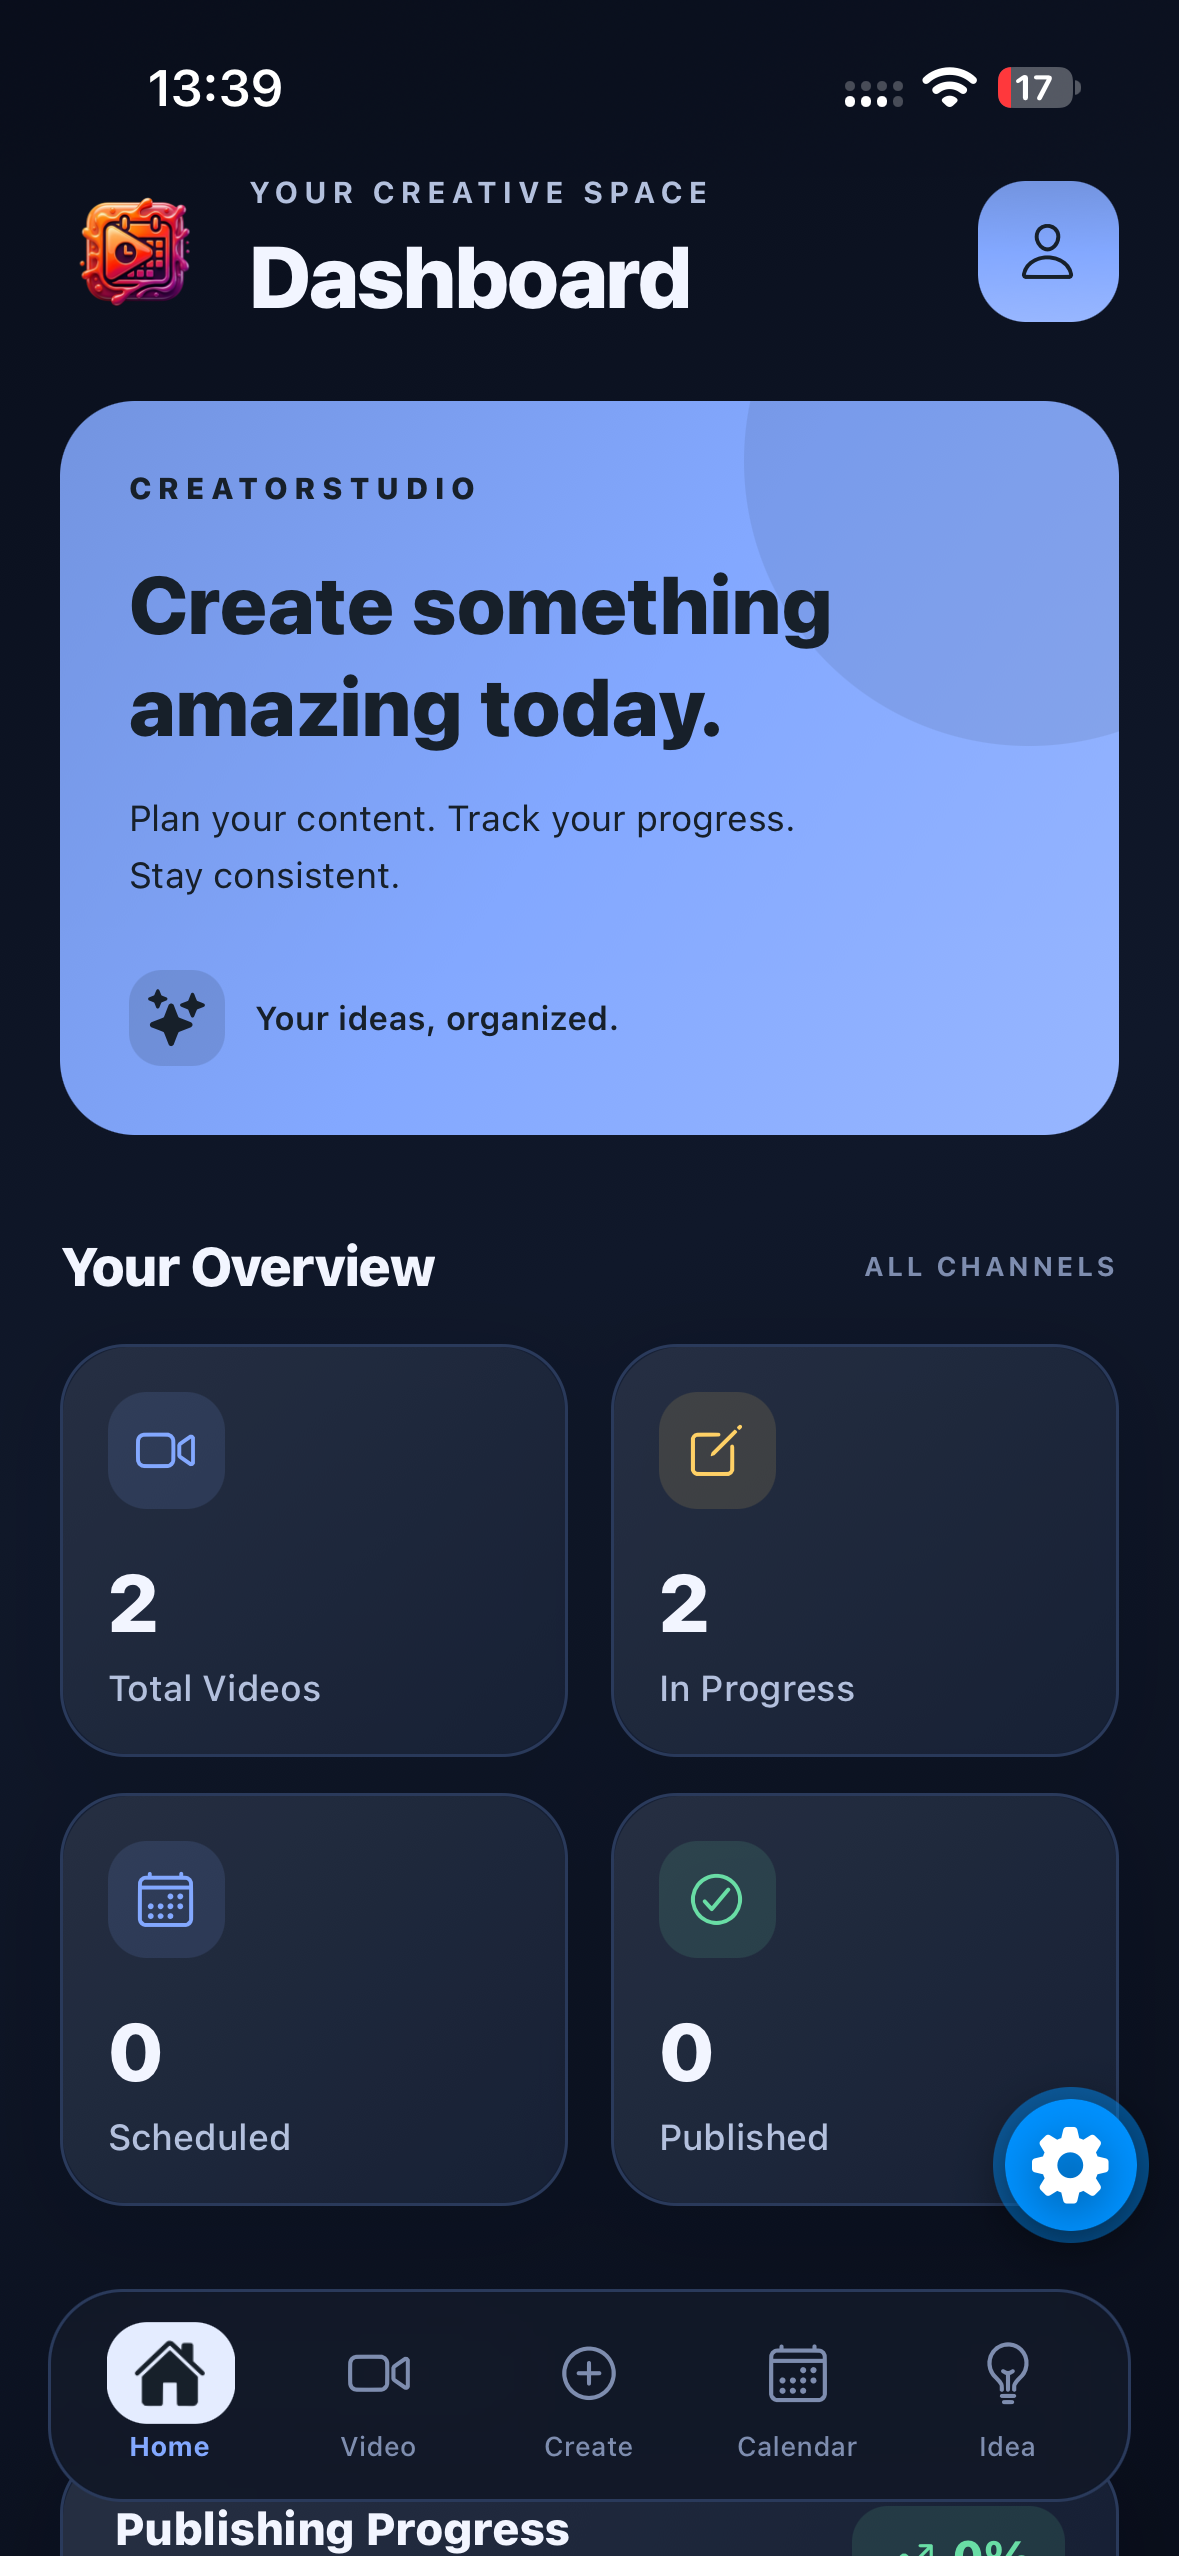 13:39
17
YOUR CREATIVE SPACE
Dashboard
CREATORSTUDIO
Create something
amazing today.
Plan your content. Track your progress.
Stay consistent.
Your ideas, organized.
Your Overview
ALL CHANNELS
2
Total Videos
2
In Progress
0
Scheduled
0
Published
Home
Video
Create
Calendar
Idea
Publishing Progress
0%